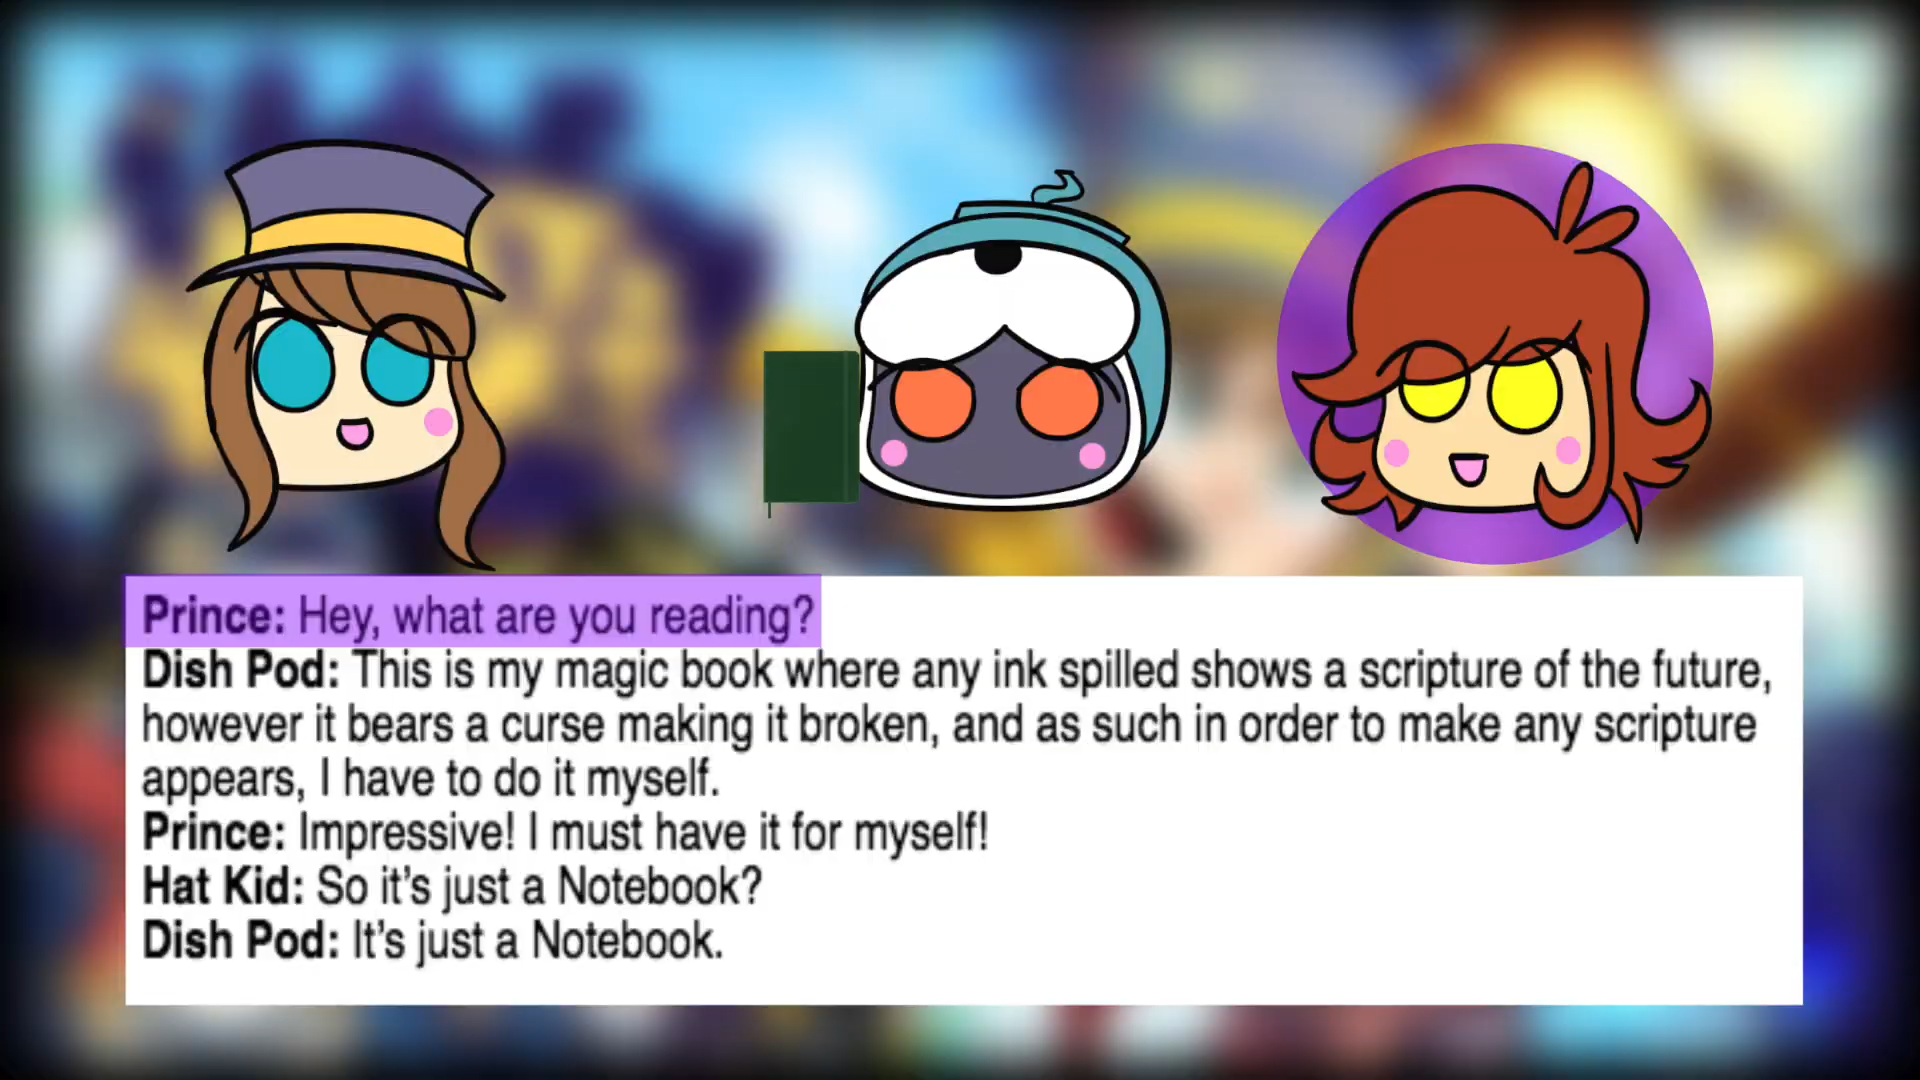 Prince: Hey, what are you reading?
Dish Pod: This is my magic book where any ink spilled shows a scripture of the future,
however it bears a curse making it broken, and as such in order to make any scripture
appears, I have to do it myself.
Prince: Impressive! I must have it for myself!
Hat Kid: So it's just a Notebook?
Dish Pod: It's just a Notebook.